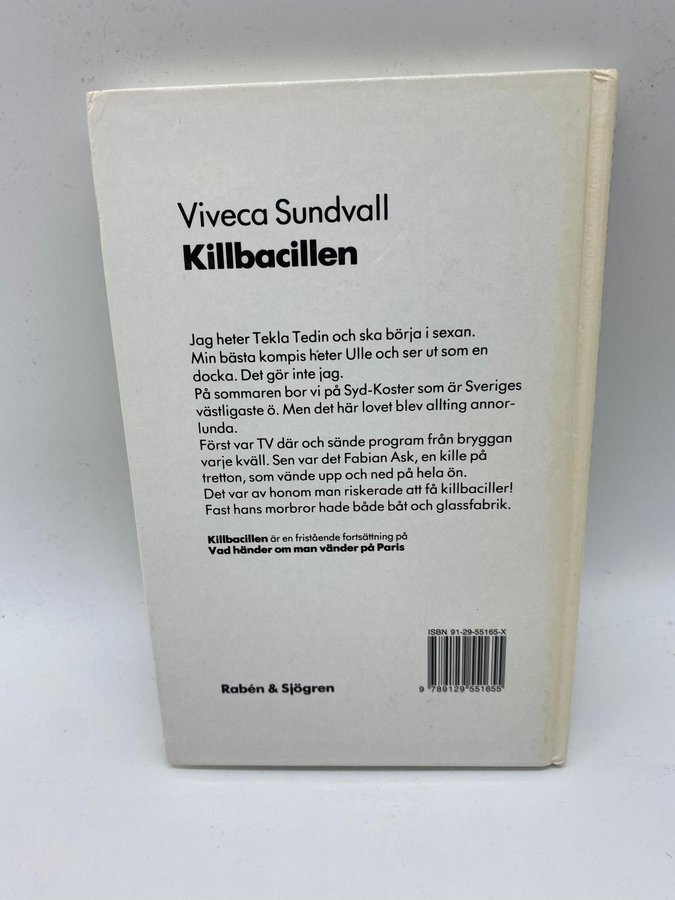 Viveca Sundvall
Killbacillen
Jag heter Tekla Tedin och ska börja i sexan.
Min bästa kompis heter Ulle och ser ut som en
docka. Det gör inte jag.
På sommaren bor vi på Syd-Koster som är Sveriges
västligaste ö. Men det här lovet blev allting annor-
lunda.
Först var TV där och sände program från bryggan
varje kväll. Sen var det Fabian Ask, en kille på
tretton, som vände upp och ned på hela ön.
Det var av honom man riskerade att få killbaciller!
Fast hans morbror hade både båt och glassfabrik.
Killbacillen är en fristående fortsättning på
Vad händer om man vänder på Paris
ISBN 91-29-55165-X
9 789129 551655
Rabén & Sjögren